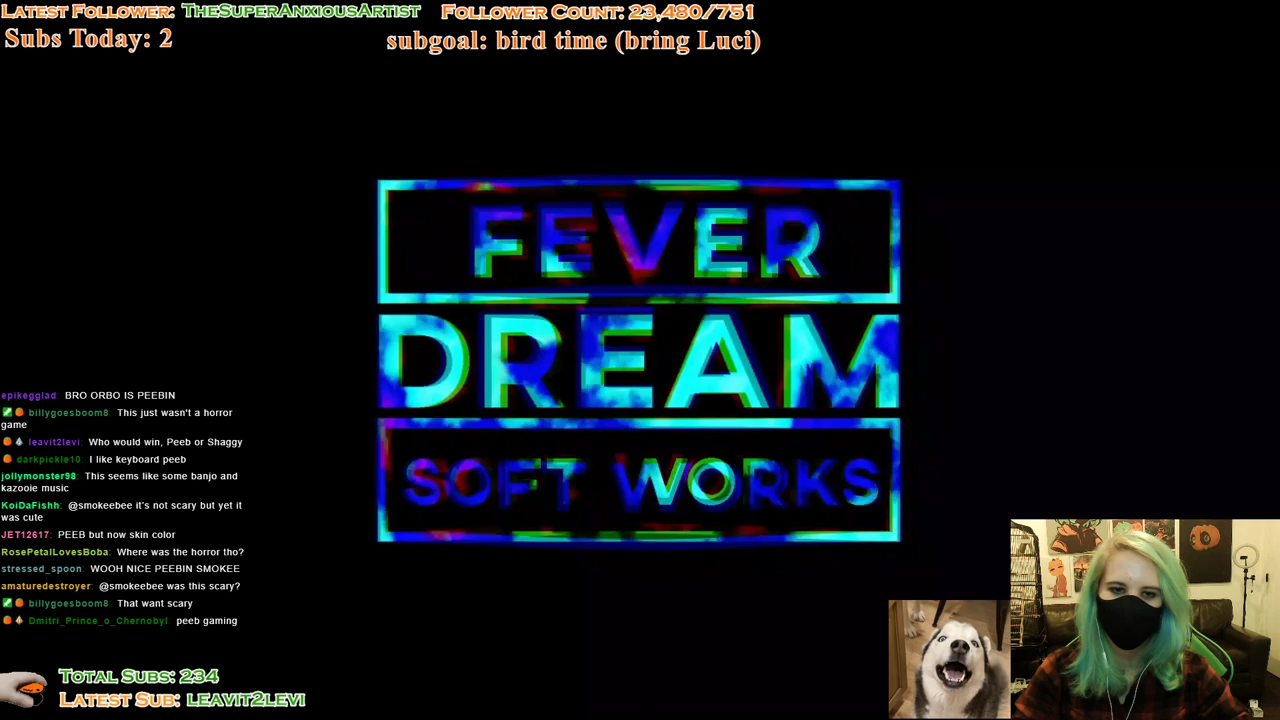 Latest Follower: TheSuperAnxiousArtist
Follower Count: 23,480/751
Subs Today: 2
subgoal: bird time (bring Luci)
FEVER
DREAM
SOFT WORKS
epikegglad: BRO ORBO IS PEEBIN
billygoesboom8: This just wasn't a horror
game
leavit2levi: Who would win, Peeb or Shaggy
darkpickle10: I like keyboard peeb
jollymonster98: This seems like some banjo and
kazooie music
KoiDaFishh: @smokeebee it's not scary but yet it
was cute
JET12617: PEEB but now skin color
RosePetalLovesBoba: Where was the horror tho?
stressed_spoon: WOOH NICE PEEBIN SMOKEE
amaturedestroyer: @smokeebee was this scary?
billygoesboom8: That want scary
Dmitri_Prince_o_Chernobyl: peeb gaming
Total Subs: 234
Latest Sub: leavit2levi